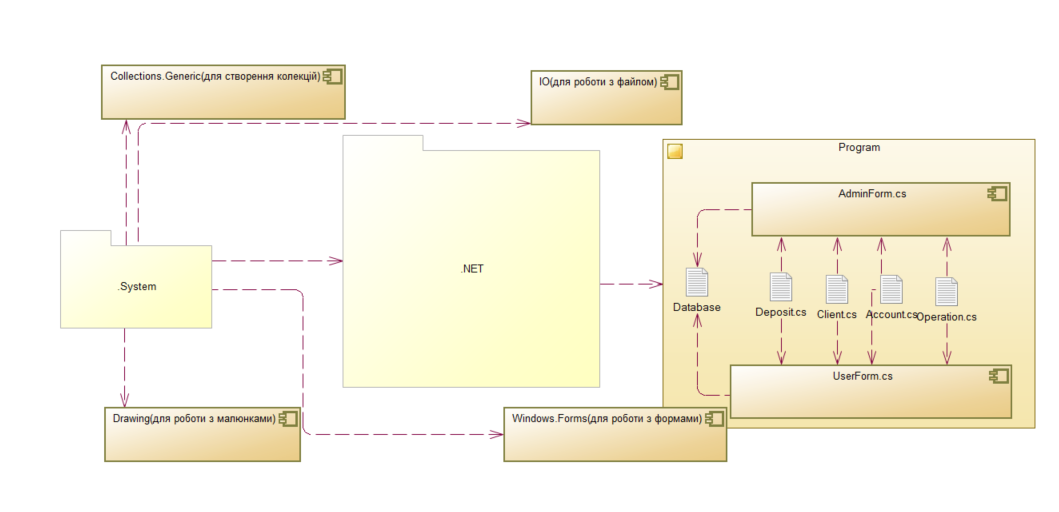 Collections.Generic(для створення колекцій)
IO(для роботи з файлом)
Program
AdminForm.cs
.System
.NET
Database
Deposit.cs
Client.cs
Account.cs
Operation.cs
UserForm.cs
Drawing(для роботи з малюнками)
Windows.Forms(для роботи з формами)